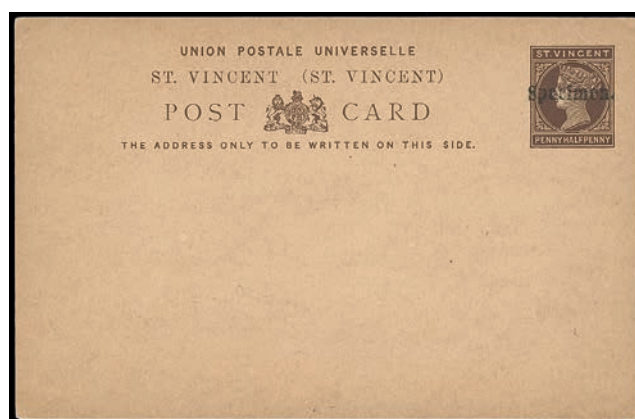 UNION POSTALE UNIVERSELLE
ST. VINCENT (ST. VINCENT)
POST CARD
THE ADDRESS ONLY TO BE WRITTEN ON THIS SIDE.
ST VINCENT
Specimen.
PENNY HALFPENNY